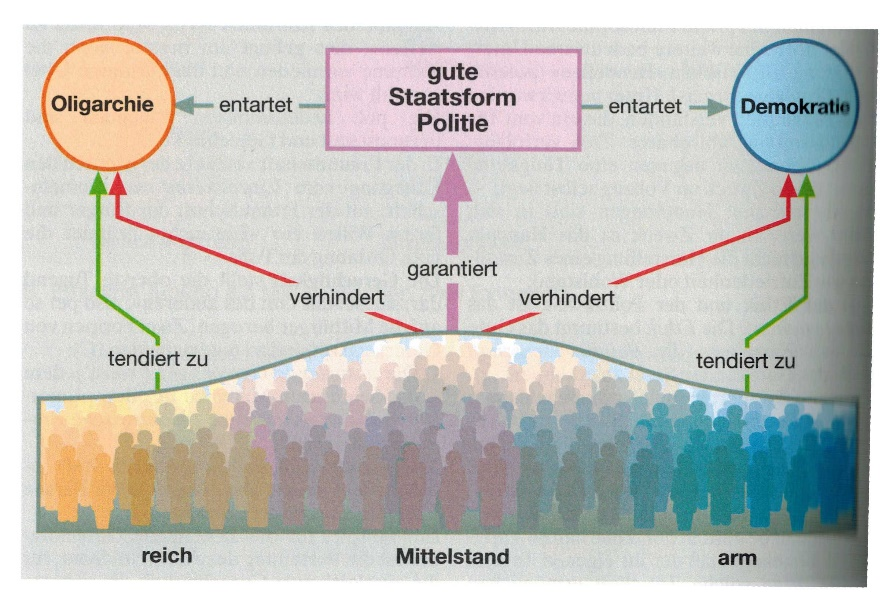 Oligarchie
entartet
gute
Staatsform
Politie
entartet
Demokratie
garantiert
verhindert
verhindert
tendiert zu
tendiert zu
reich
Mittelstand
arm